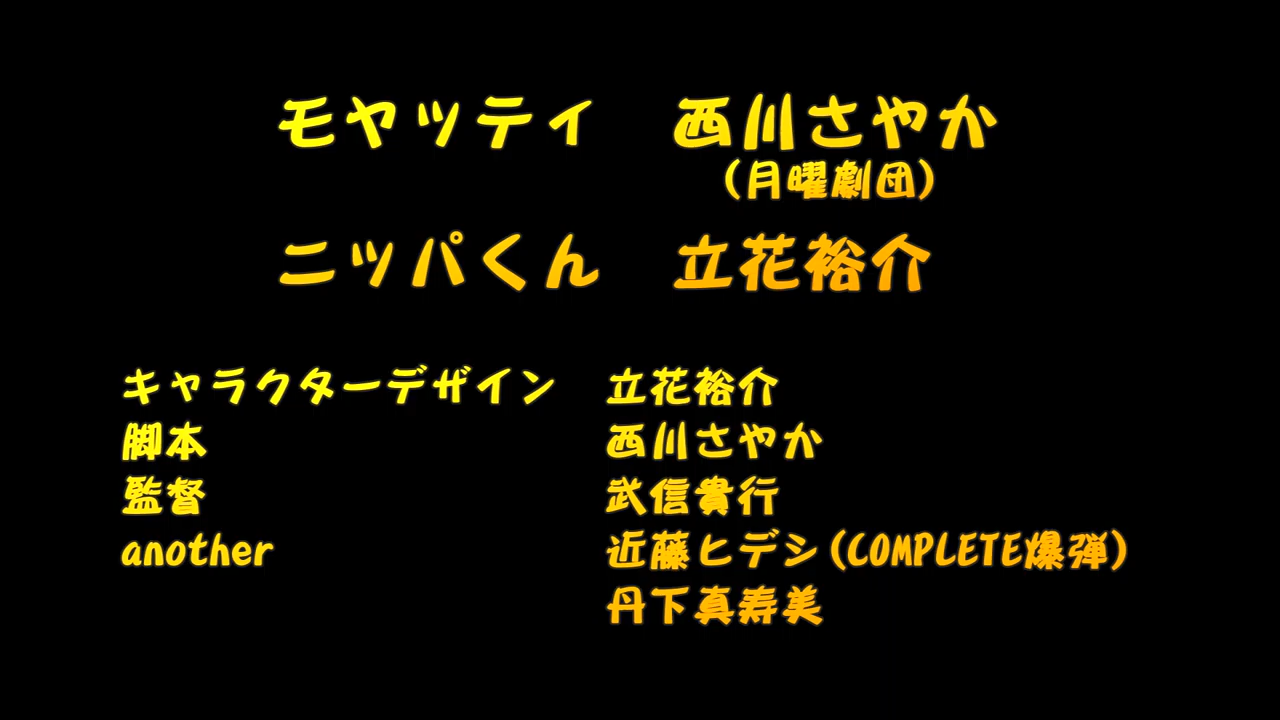 モヤッティ　西川さやか
(月曜劇団)
ニッパくん　立花裕介
キャラクターデザイン　立花裕介
脚本　西川さやか
監督　武信貴行
another　近藤ヒデシ(COMPLETE爆弾)
丹下真寿美